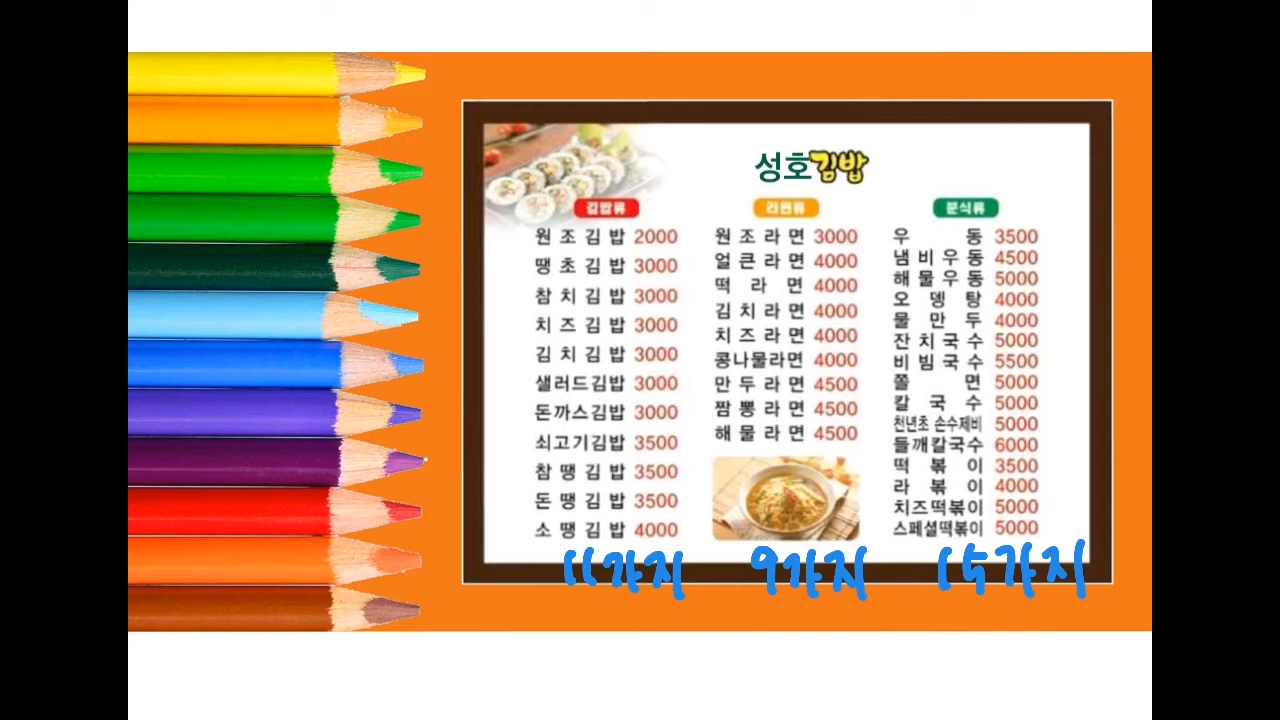 성호김밥
김밥류
원조김밥 2000
땡초김밥 3000
참치김밥 3000
치즈김밥 3000
김치김밥 3000
샐러드김밥 3000
돈까스김밥 3000
쇠고기김밥 3500
참땡김밥 3500
돈땡김밥 3500
소땡김밥 4000
11가지
라면류
원조라면 3000
얼큰라면 4000
떡라면 4000
김치라면 4000
치즈라면 4000
콩나물라면 4000
만두라면 4500
짬뽕라면 4500
해물라면 4500
9가지
분식류
우동 3500
냄비우동 4500
해물우동 5000
오뎅탕 4000
물만두 4000
잔치국수 5000
비빔국수 5500
쫄면 5000
칼국수 5000
천년초 손수제비 5000
들깨칼국수 6000
떡볶이 3500
라볶이 4000
치즈떡볶이 5000
스페셜떡볶이 5000
15가지